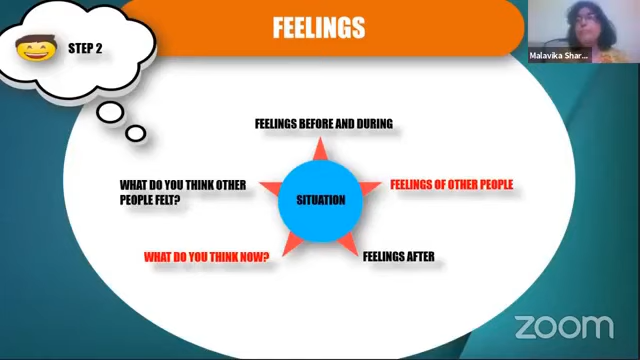 FEELINGS
STEP 2
Malavika Shar...
FEELINGS BEFORE AND DURING
WHAT DO YOU THINK OTHER
PEOPLE FELT?
SITUATION
FEELINGS OF OTHER PEOPLE
WHAT DO YOU THINK NOW?
FEELINGS AFTER
zoom